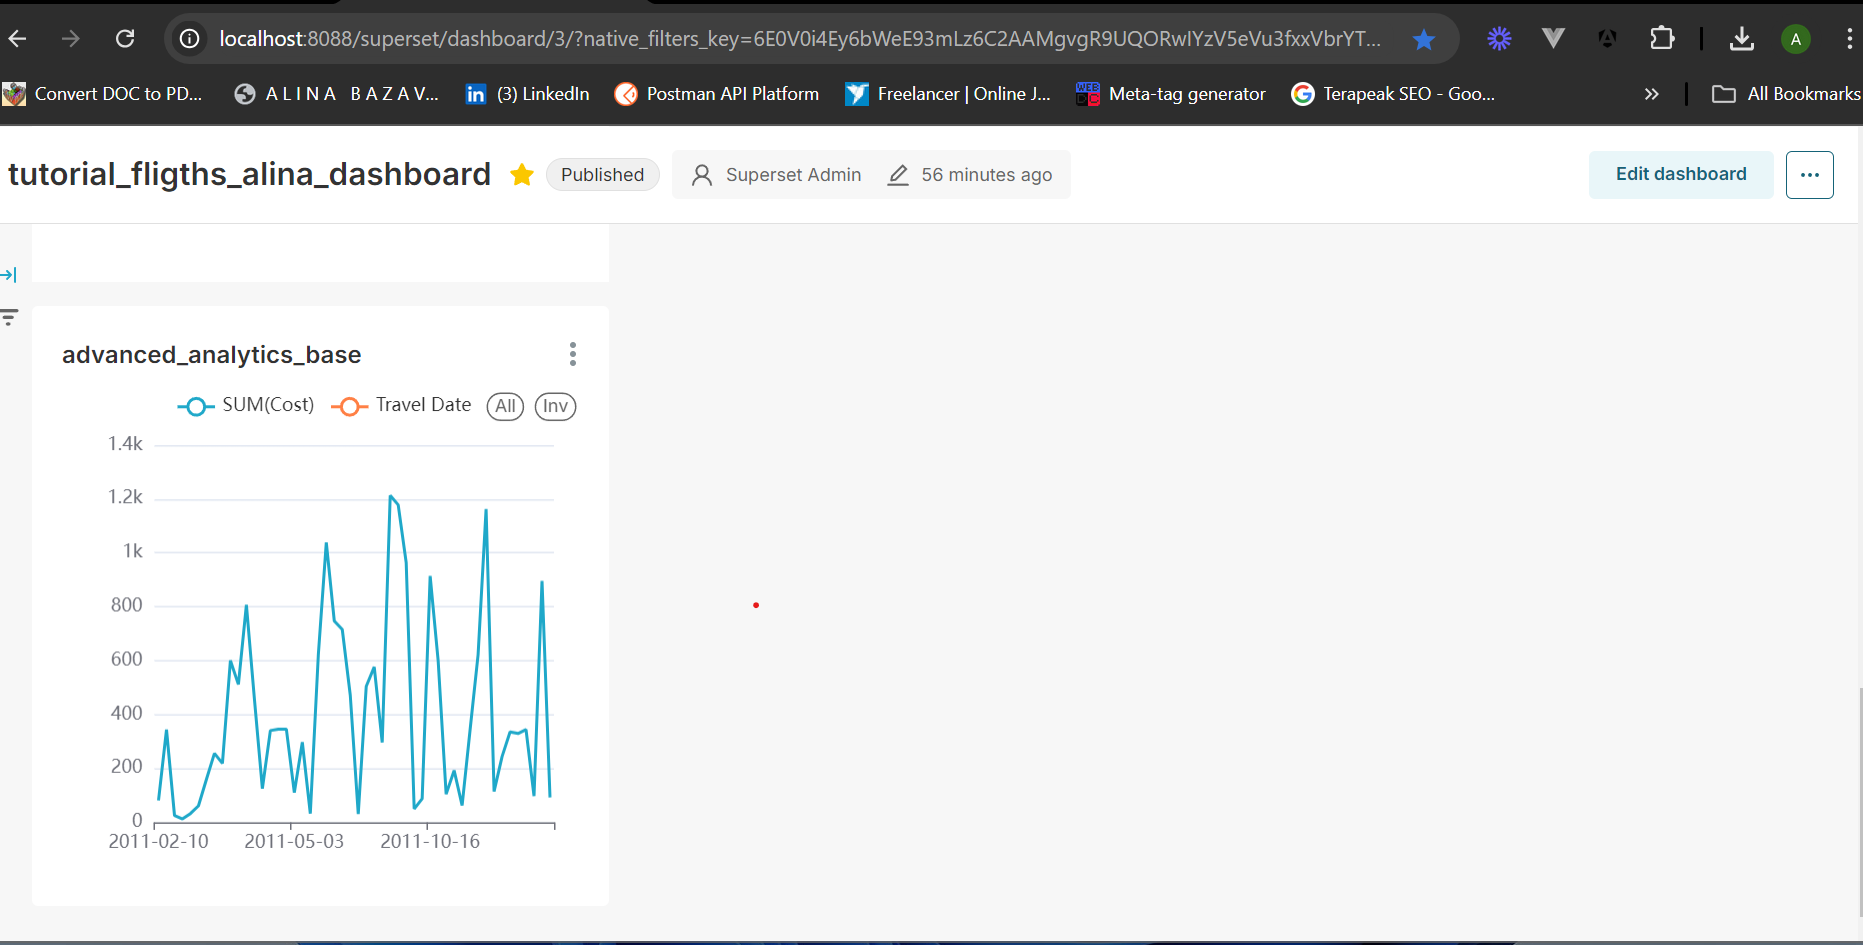 localhost:8088/superset/dashboard/3/?native_filters_key=6E0V0i4Ey6bWeE93mLz6C2AAMgvgR9UQORwIYzV5eVu3fxxVbrYT...
A
Convert DOC to PD...
A L I N A   B A Z A V...
(3) LinkedIn
Postman API Platform
Freelancer | Online J...
Meta-tag generator
Terapeak SEO - Goo...
All Bookmarks
tutorial_fligths_alina_dashboard
Published
Superset Admin
56 minutes ago
Edit dashboard
advanced_analytics_base
SUM(Cost)
Travel Date
All
Inv
1.4k
1.2k
1k
800
600
400
200
0
2011-02-10
2011-05-03
2011-10-16